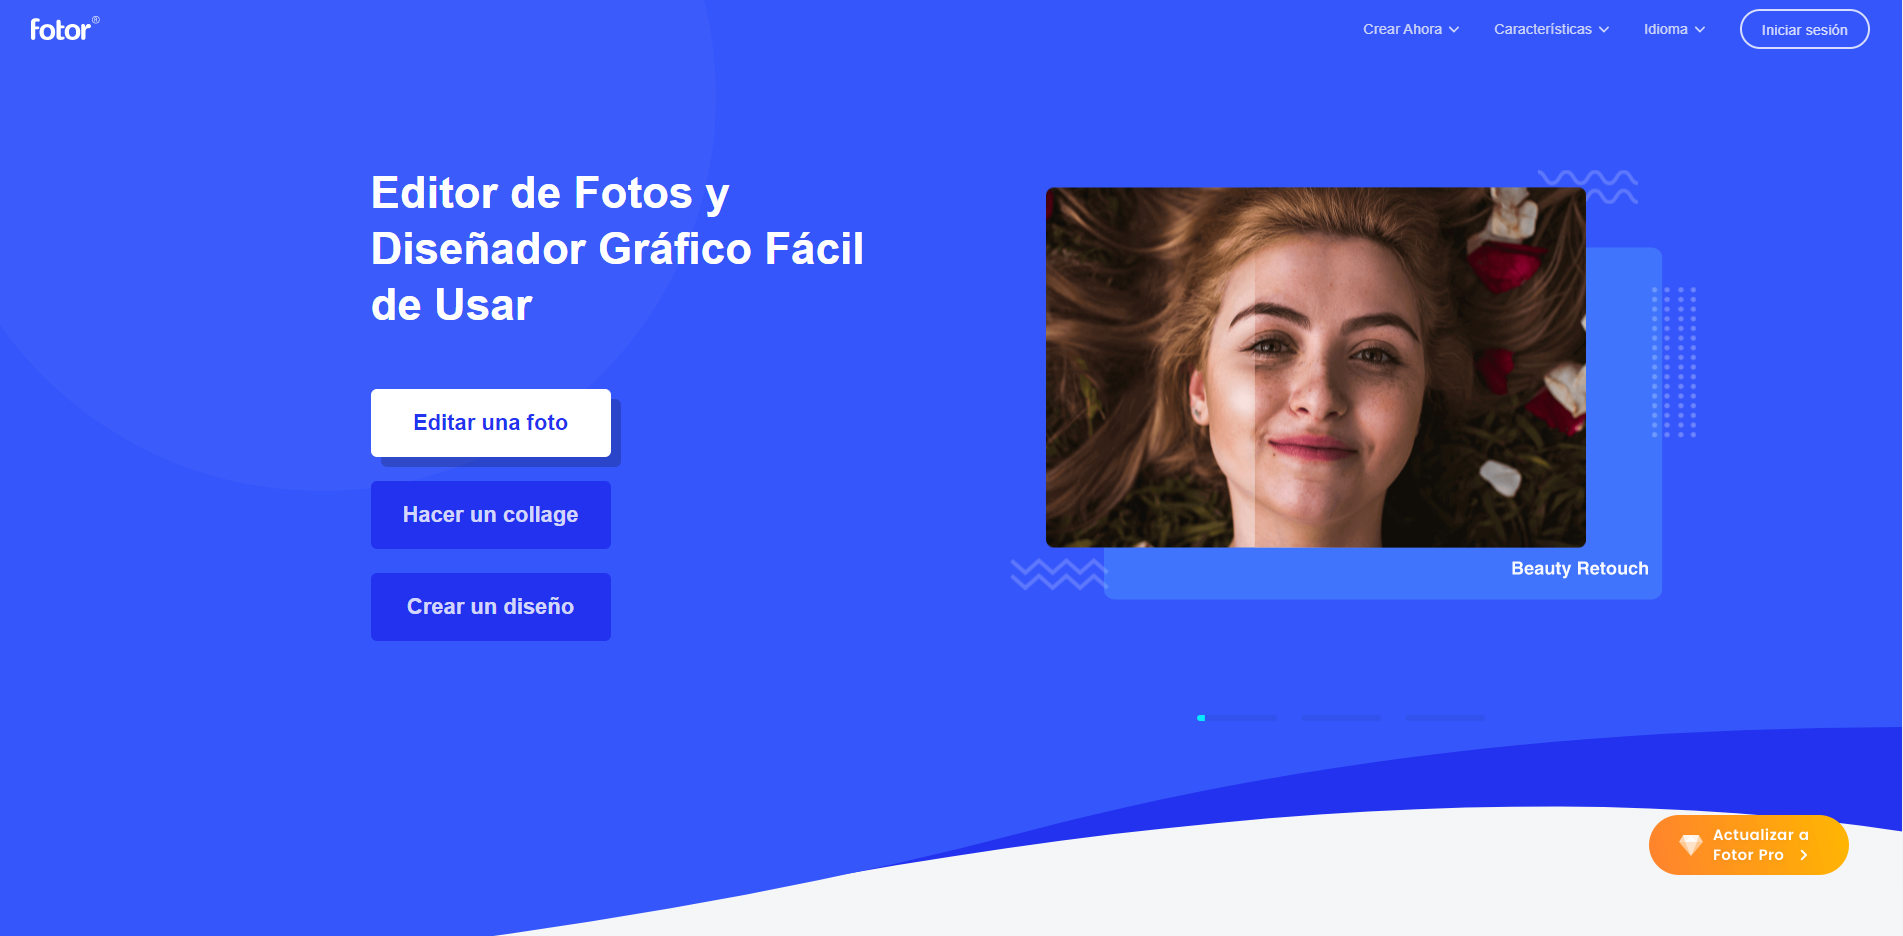 fotor®
Crear Ahora
Características
Idioma
Iniciar sesión
Editor de Fotos y
Diseñador Gráfico Fácil
de Usar
Editar una foto
Hacer un collage
Crear un diseño
Beauty Retouch
Actualizar a
Fotor Pro